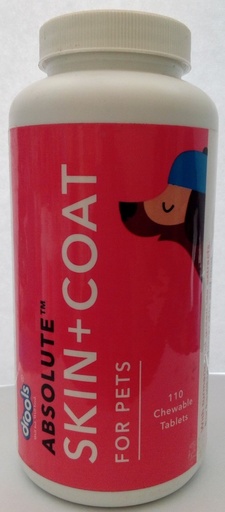 drools
ABSOLUTE™
SKIN+COAT
FOR PETS
110
Chewable
Tablets